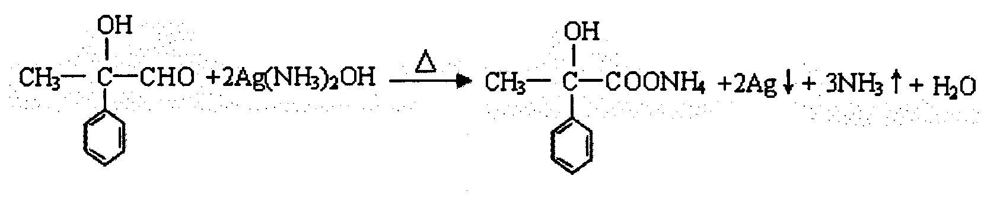 OH OH
△
CH₃—C—CHO +2Ag(NH₃)₂OH ⟶ CH₃—C—COONH₄ +2Ag↓ + 3NH₃↑ + H₂O